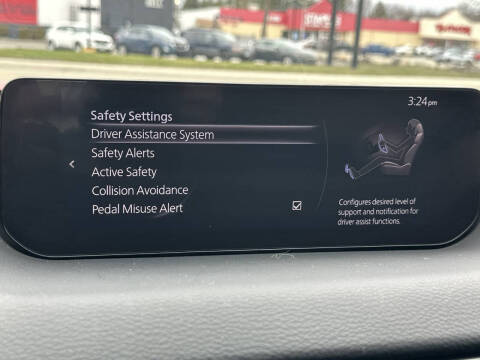 3:24pm
Safety Settings
Driver Assistance System
Safety Alerts
Active Safety
Collision Avoidance
Pedal Misuse Alert
Configures desired level of
support and notification for
driver assist functions.